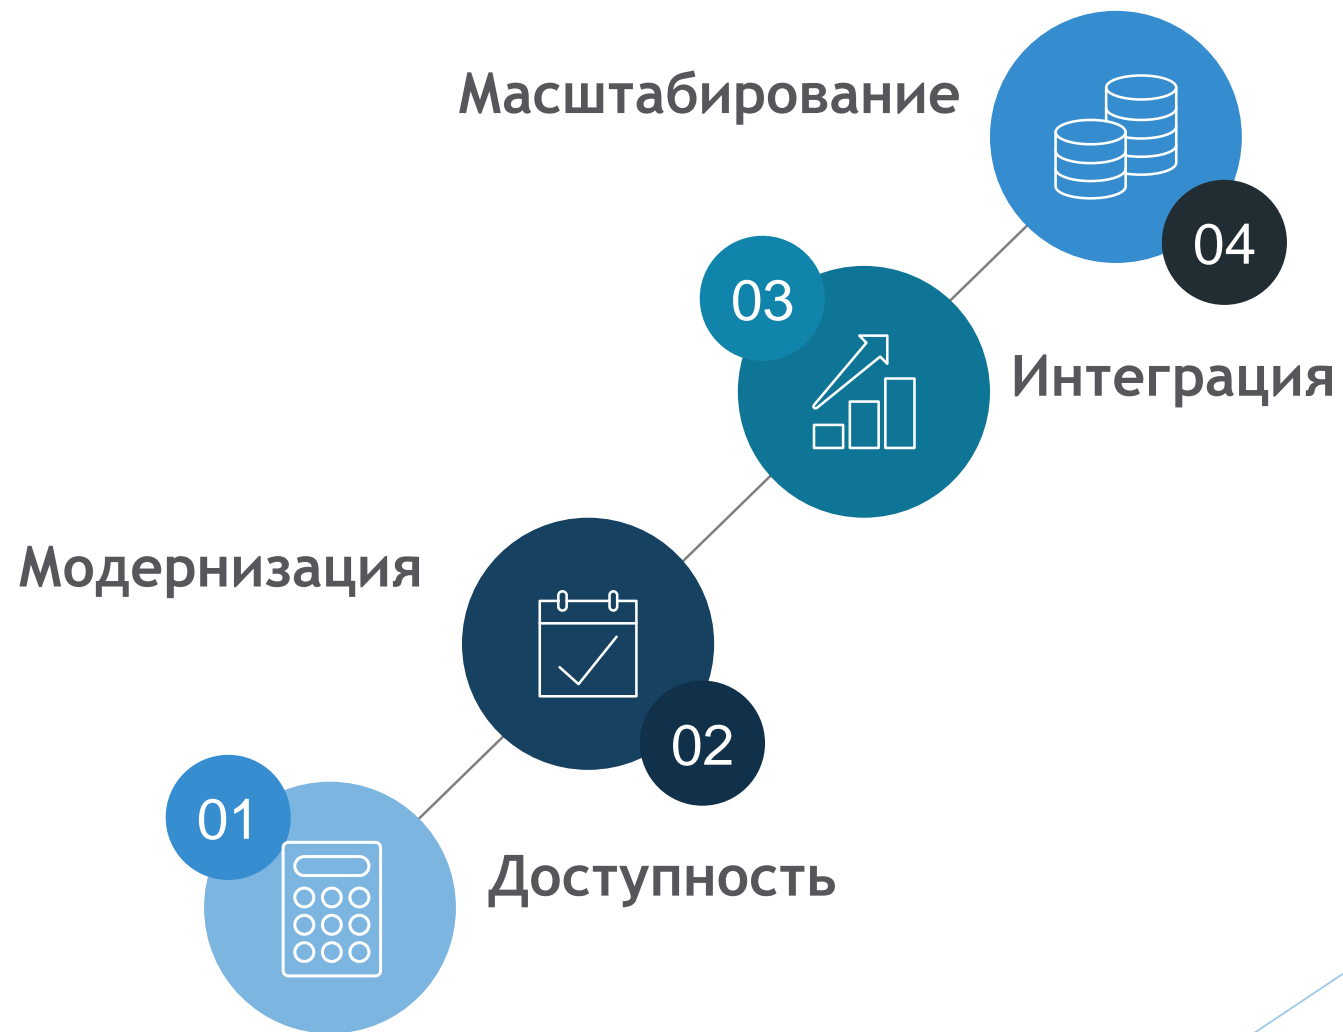 Масштабирование
04
03
Интеграция
Модернизация
02
01
Доступность